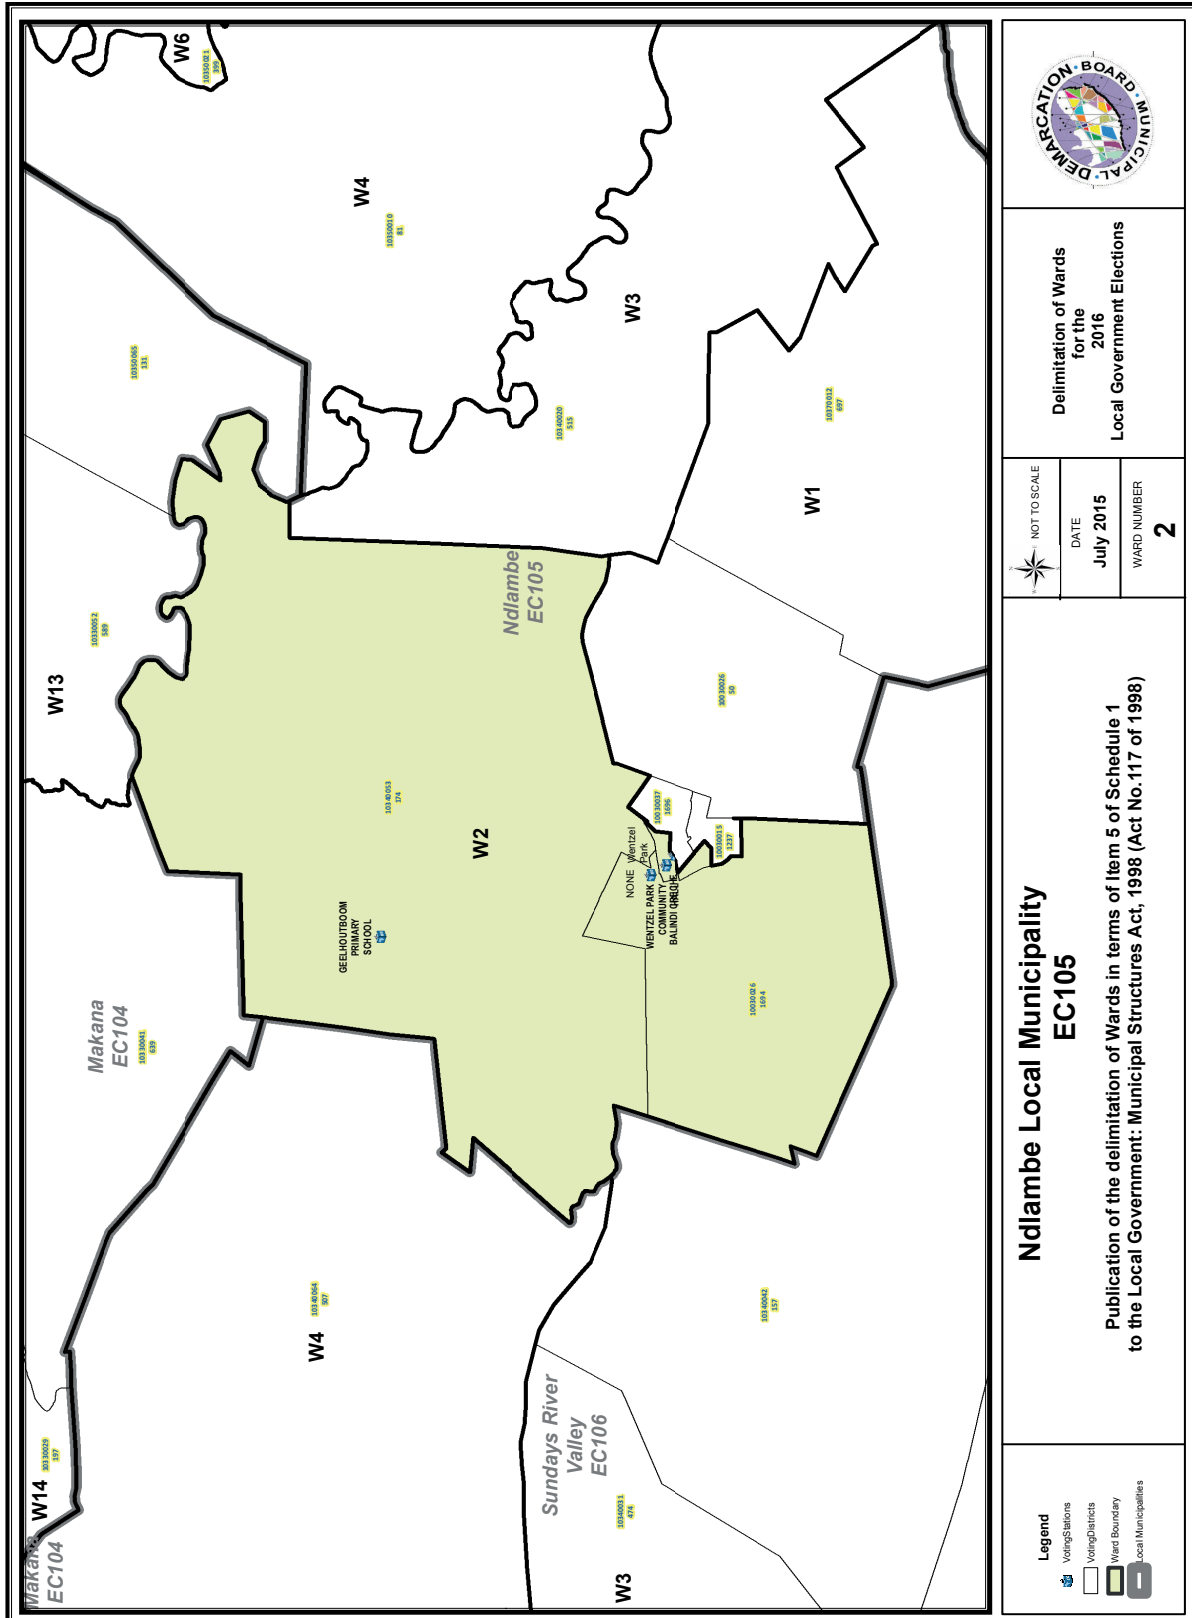 W14
10330029
197
Makana
EC104
Makana
EC104
10330041
639
W13
10330052
589
10350065
131
W6
10350021
399
W4
10350010
81
W4
10340064
507
GEELHOUTBOOM
PRIMARY
SCHOOL
10340053
174
W2
Ndlambe
EC105
10340020
515
W3
Sundays River
Valley
EC106
10340031
474
W3
NONE
Wentzel
Park
WENTZEL PARK
COMMUNITY
BALINDI
10030037
1696
10030015
1237
10030026
50
10030026
1694
10340042
157
W1
10370012
697
Legend
VotingStations
VotingDistricts
Ward Boundary
Local Municipalities
Ndlambe Local Municipality
EC105
Publication of the delimitation of Wards in terms of Item 5 of Schedule 1
to the Local Government: Municipal Structures Act, 1998 (Act No.117 of 1998)
NOT TO SCALE
DATE
July 2015
WARD NUMBER
2
Delimitation of Wards
for the
2016
Local Government Elections
MUNICIPAL DEMARCATION BOARD